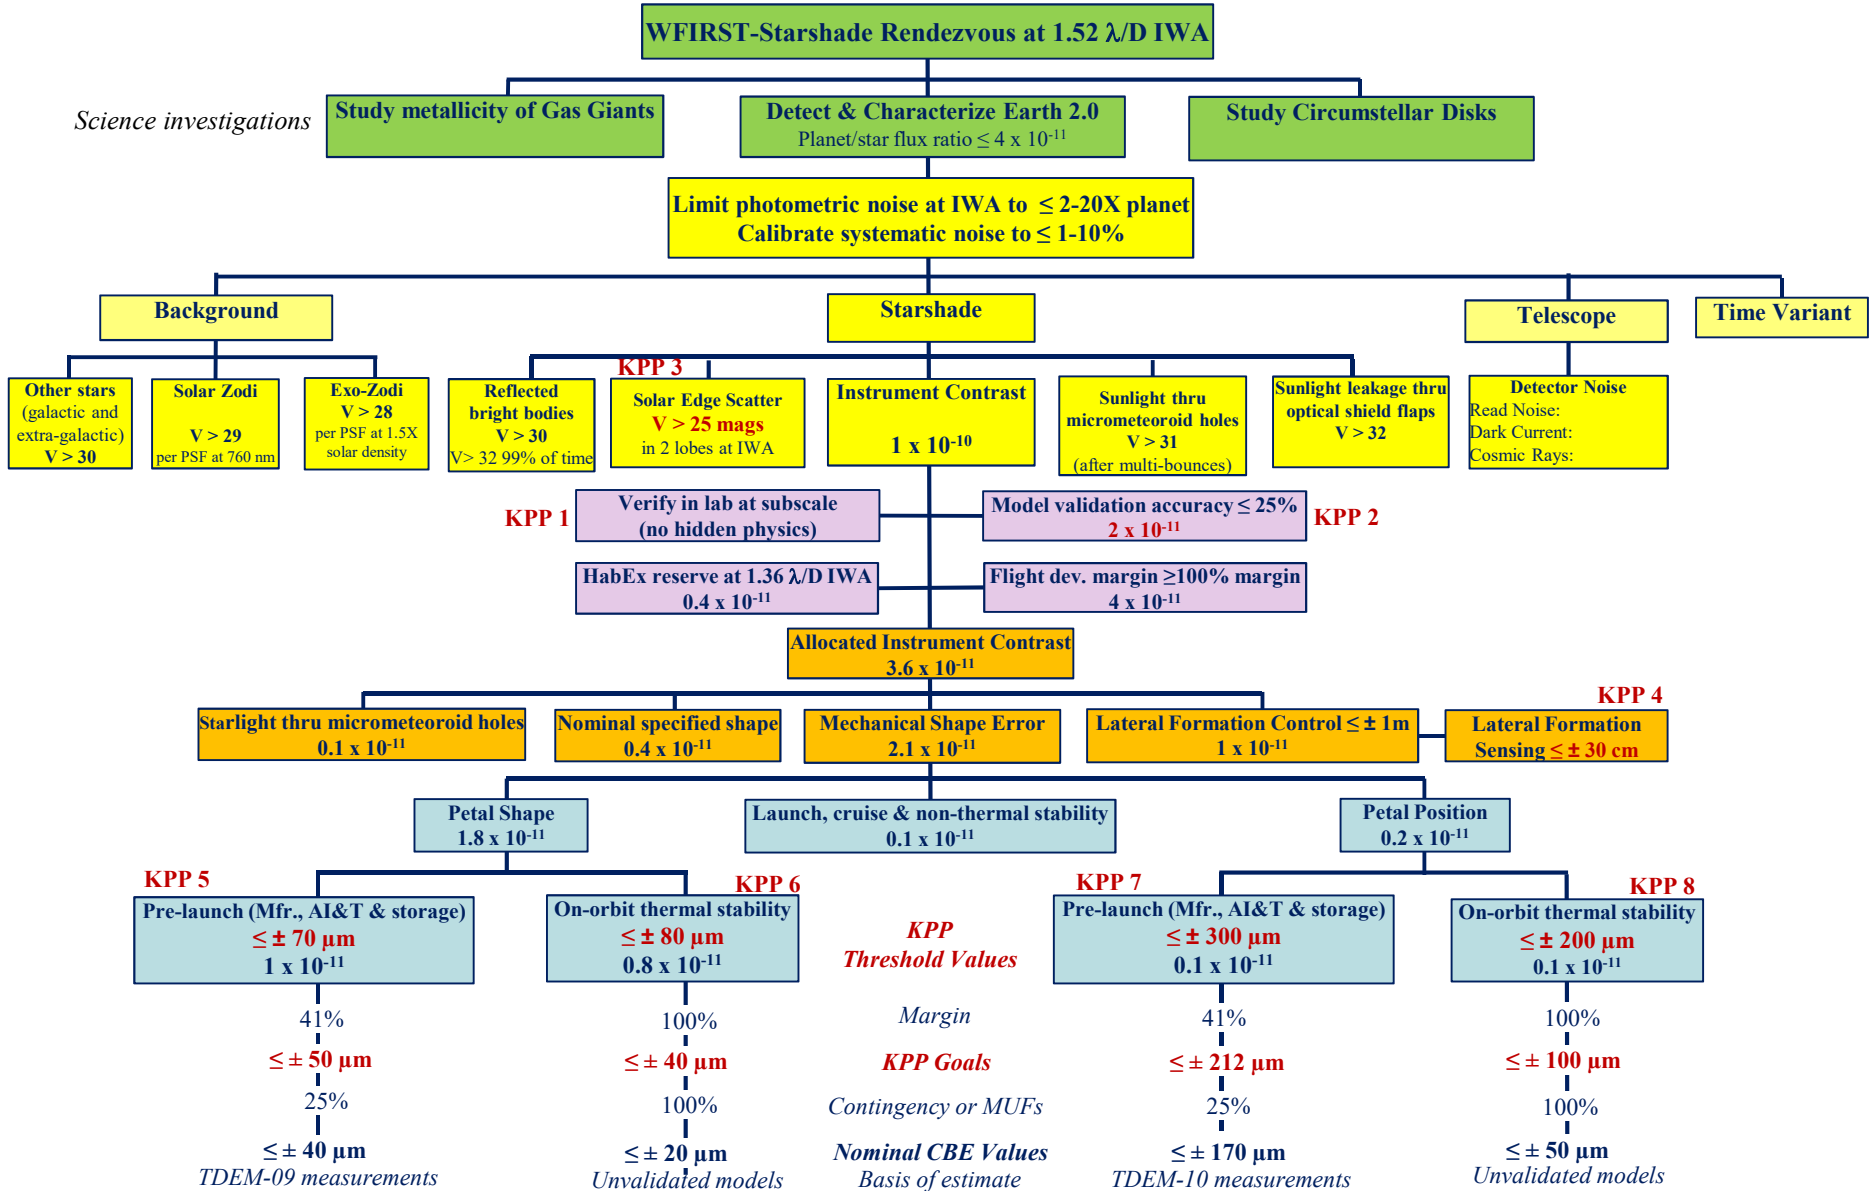 WFIRST-Starshade Rendezvous at 1.52 λ/D IWA
Science investigations
Study metallicity of Gas Giants
Detect & Characterize Earth 2.0
Planet/star flux ratio ≤ 4 x 10⁻¹¹
Study Circumstellar Disks
Limit photometric noise at IWA to ≤ 2-20X planet
Calibrate systematic noise to ≤ 1-10%
Background
Starshade
Telescope
Time Variant
Other stars
(galactic and
extra-galactic)
V > 30
Solar Zodi
V > 29
per PSF at 760 nm
Exo-Zodi
V > 28
per PSF at 1.5X
solar density
Reflected
bright bodies
V > 30
V> 32 99% of time
KPP 3
Solar Edge Scatter
V > 25 mags
in 2 lobes at IWA
Instrument Contrast
1 x 10⁻¹⁰
Sunlight thru
micrometeoroid holes
V > 31
(after multi-bounces)
Sunlight leakage thru
optical shield flaps
V > 32
Detector Noise
Read Noise:
Dark Current:
Cosmic Rays:
KPP 1
Verify in lab at subscale
(no hidden physics)
Model validation accuracy ≤ 25%
2 x 10⁻¹¹
KPP 2
HabEx reserve at 1.36 λ/D IWA
0.4 x 10⁻¹¹
Flight dev. margin ≥100% margin
4 x 10⁻¹¹
Allocated Instrument Contrast
3.6 x 10⁻¹¹
Starlight thru micrometeoroid holes
0.1 x 10⁻¹¹
Nominal specified shape
0.4 x 10⁻¹¹
Mechanical Shape Error
2.1 x 10⁻¹¹
Lateral Formation Control ≤ ± 1m
1 x 10⁻¹¹
KPP 4
Lateral Formation
Sensing ≤ ± 30 cm
Petal Shape
1.8 x 10⁻¹¹
Launch, cruise & non-thermal stability
0.1 x 10⁻¹¹
Petal Position
0.2 x 10⁻¹¹
KPP 5
Pre-launch (Mfr., AI&T & storage)
≤ ± 70 µm
1 x 10⁻¹¹
KPP 6
On-orbit thermal stability
≤ ± 80 µm
0.8 x 10⁻¹¹
KPP
Threshold Values
KPP 7
Pre-launch (Mfr., AI&T & storage)
≤ ± 300 µm
0.1 x 10⁻¹¹
KPP 8
On-orbit thermal stability
≤ ± 200 µm
0.1 x 10⁻¹¹
41%
100%
Margin
41%
100%
≤ ± 50 µm
≤ ± 40 µm
KPP Goals
≤ ± 212 µm
≤ ± 100 µm
25%
100%
Contingency or MUFs
25%
100%
≤ ± 40 µm
≤ ± 20 µm
Nominal CBE Values
≤ ± 170 µm
≤ ± 50 µm
TDEM-09 measurements
Unvalidated models
Basis of estimate
TDEM-10 measurements
Unvalidated models